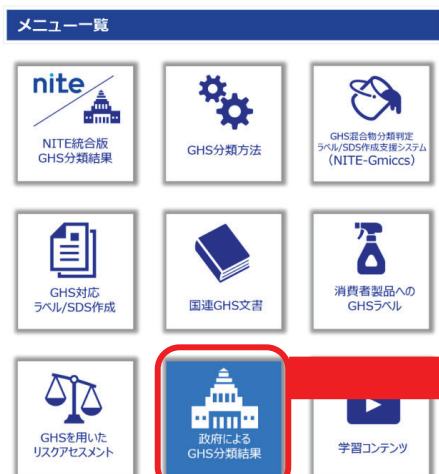 メニュー一覧
nite
NITE統合版
GHS分類結果
GHS分類方法
GHS混合物分類判定
ラベル/SDS作成支援システム
(NITE-Gmiccs)
GHS対応
ラベル/SDS作成
国連GHS文書
消費者製品への
GHSラベル
GHSを用いた
リスクアセスメント
政府による
GHS分類結果
学習コンテンツ